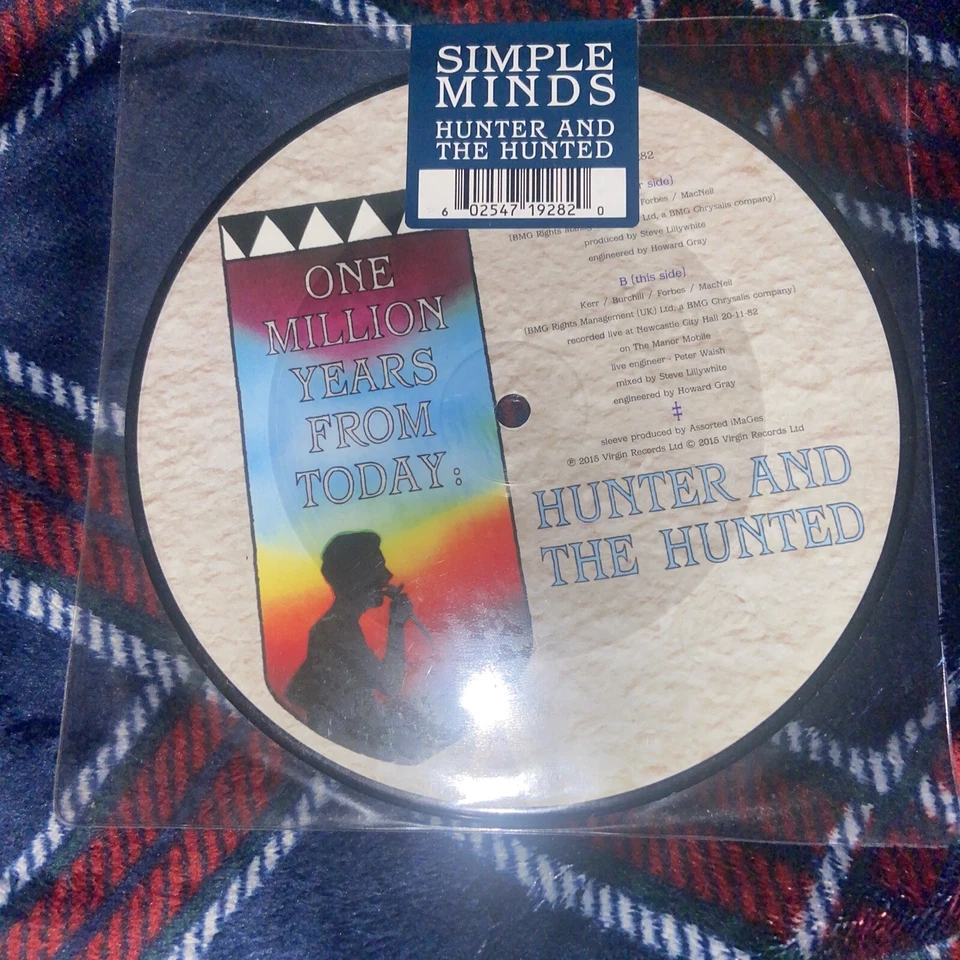 SIMPLE
MINDS
HUNTER AND
THE HUNTED
6 02547 19282 0
ONE
MILLION
YEARS
FROM
TODAY:
282
r side)
Forbes / MacNeil
Ltd, a BMG Chrysalis company)
(BMG Rights
produced by Steve Lillywhite
engineered by Howard Gray
B (this side)
Kerr / Burchill / Forbes / MacNeil
(BMG Rights Management (UK) Ltd, a BMG Chrysalis company)
recorded live at Newcastle City Hall 20-11-82
on The Manor Mobile
live engineer - Peter Walsh
mixed by Steve Lillywhite
engineered by Howard Gray
‡
sleeve produced by Assorted iMaGes
℗ 2015 Virgin Records Ltd © 2015 Virgin Records Ltd
HUNTER AND
THE HUNTED